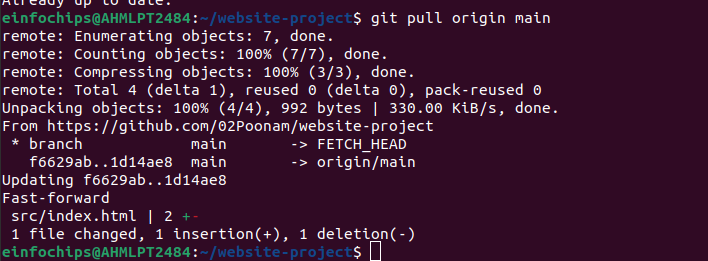 Already up to date.
einfochips@AHMLPT2484:~/website-project$ git pull origin main
remote: Enumerating objects: 7, done.
remote: Counting objects: 100% (7/7), done.
remote: Compressing objects: 100% (3/3), done.
remote: Total 4 (delta 1), reused 0 (delta 0), pack-reused 0
Unpacking objects: 100% (4/4), 992 bytes | 330.00 KiB/s, done.
From https://github.com/02Poonam/website-project
 * branch            main       -> FETCH_HEAD
   f6629ab..1d14ae8  main       -> origin/main
Updating f6629ab..1d14ae8
Fast-forward
 src/index.html | 2 +-
 1 file changed, 1 insertion(+), 1 deletion(-)
einfochips@AHMLPT2484:~/website-project$